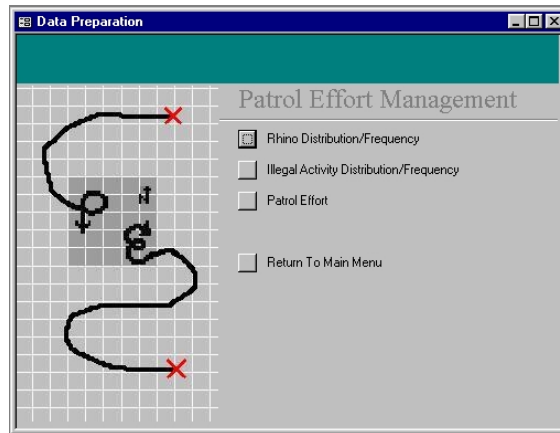 Data Preparation
Patrol Effort Management
Rhino Distribution/Frequency
Illegal Activity Distribution/Frequency
Patrol Effort
Return To Main Menu